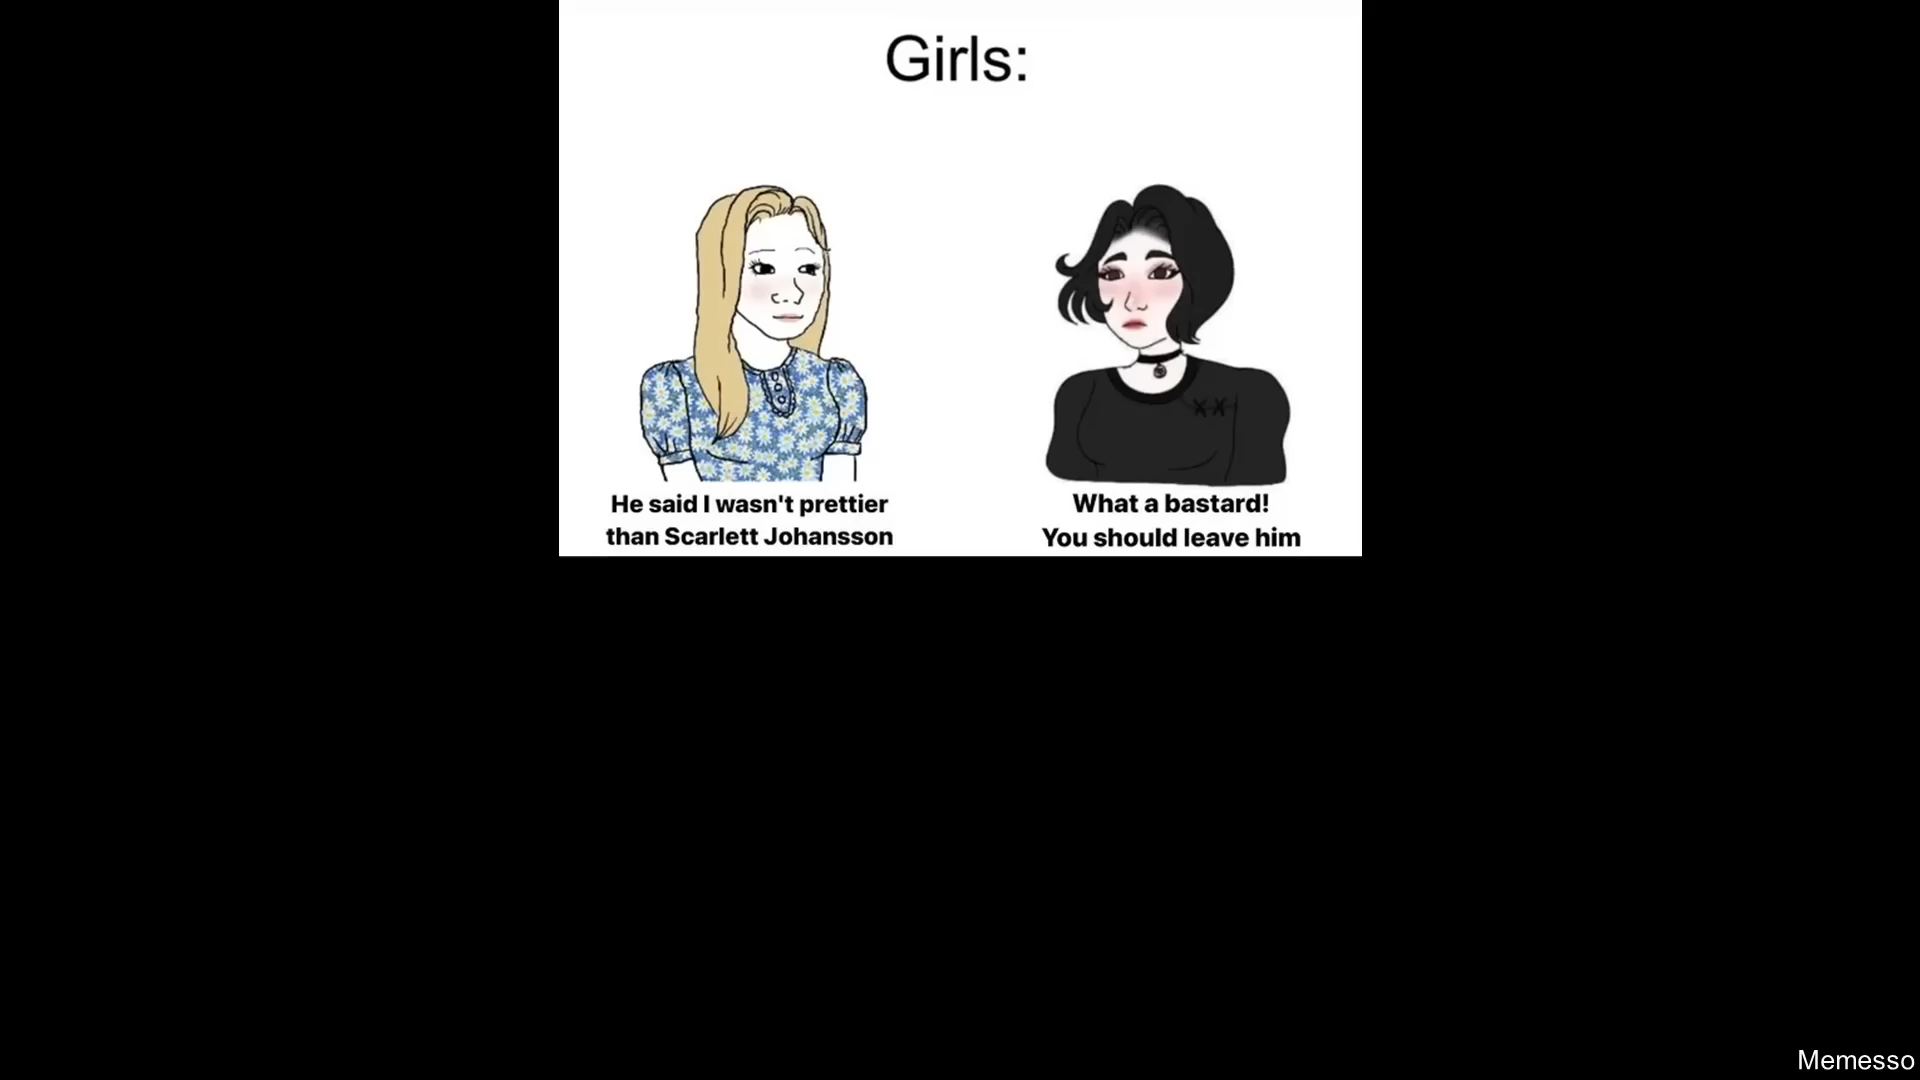 Girls:
He said I wasn't prettier
than Scarlett Johansson
What a bastard!
You should leave him
Memesso